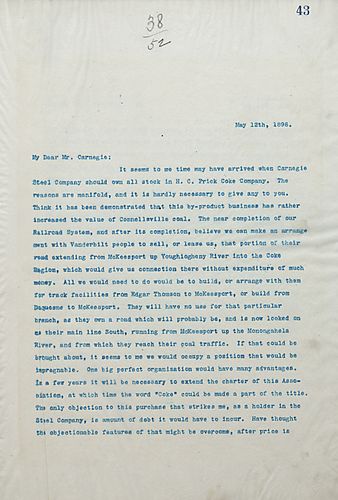 43
38
52
May 12th, 1898.
My Dear Mr. Carnegie:
It seems to me time may have arrived when Carnegie
Steel Company should own all stock in H. C. Frick Coke Company. The
reasons are manifold, and it is hardly necessary to give any to you.
Think it has been demonstrated that this by-product business has rather
increased the value of Connellsville coal. The near completion of our
Railroad System, and after its completion, believe we can make an arrange
ment with Vanderbilt people to sell, or lease us, that portion of their
road extending from McKeesport up Youghiogheny River into the Coke
Region, which would give us connection there without expenditure of much
money. All we would need to do would be to build, or arrange with them
for track facilities from Edgar Thomson to McKeesport, or build from
Duquesne to McKeesport. They will have no use for that particular
branch, as they own a road which will probably be, and is now looked on
as their main line South, running from McKeesport up the Monongahela
River, and from which they reach their coal traffic. If that could be
brought about, it seems to me we would occupy a position that would be
impregnable. One big perfect organization would have many advantages.
In a few years it will be necessary to extend the charter of this Asso-
ciation, at which time the word "Coke" could be made a part of the title.
The only objection to this purchase that strikes me, as a holder in the
Steel Company, is amount of debt it would have to incur. Have thought
the objectionable features of that might be overcome, after price is